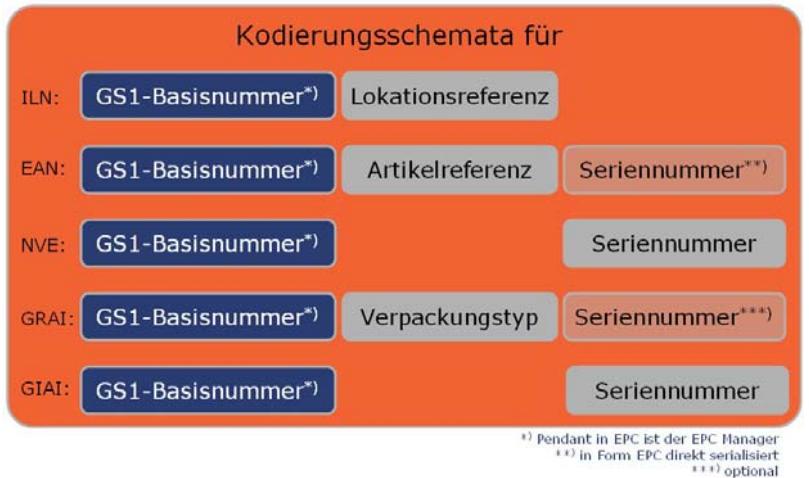 Kodierungsschemata für
ILN: GS1-Basisnummer*) Lokationsreferenz
EAN: GS1-Basisnummer*) Artikelreferenz Seriennummer**)
NVE: GS1-Basisnummer*) Seriennummer
GRAI: GS1-Basisnummer*) Verpackungstyp Seriennummer***)
GIAI: GS1-Basisnummer*) Seriennummer
*) Pendant in EPC ist der EPC Manager
**) in Form EPC direkt serialisiert
***) optional